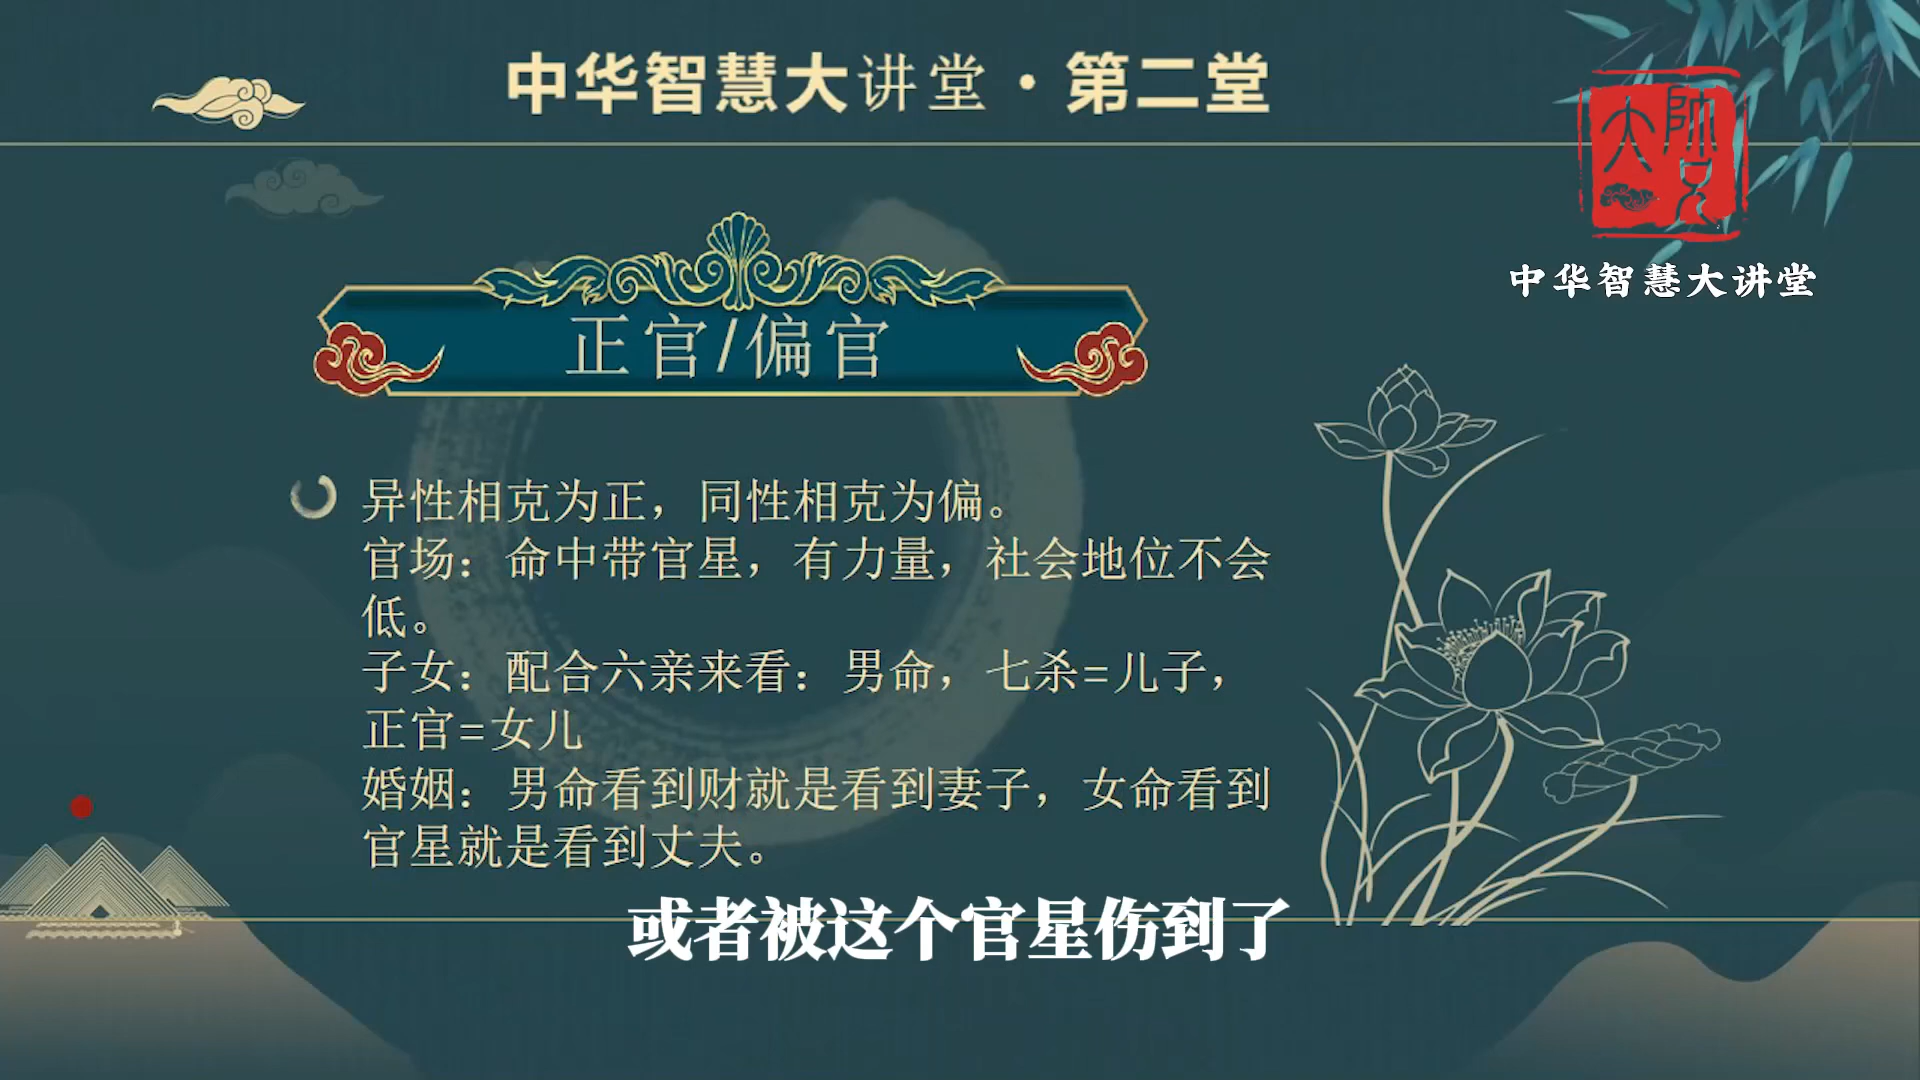 中华智慧大讲堂·第二堂
大師兄
中华智慧大讲堂
正官/偏官
异性相克为正，同性相克为偏。
官场：命中带官星，有力量，社会地位不会
低。
子女：配合六亲来看：男命，七杀=儿子，
正官=女儿
婚姻：男命看到财就是看到妻子，女命看到
官星就是看到丈夫。
或者被这个官星伤到了